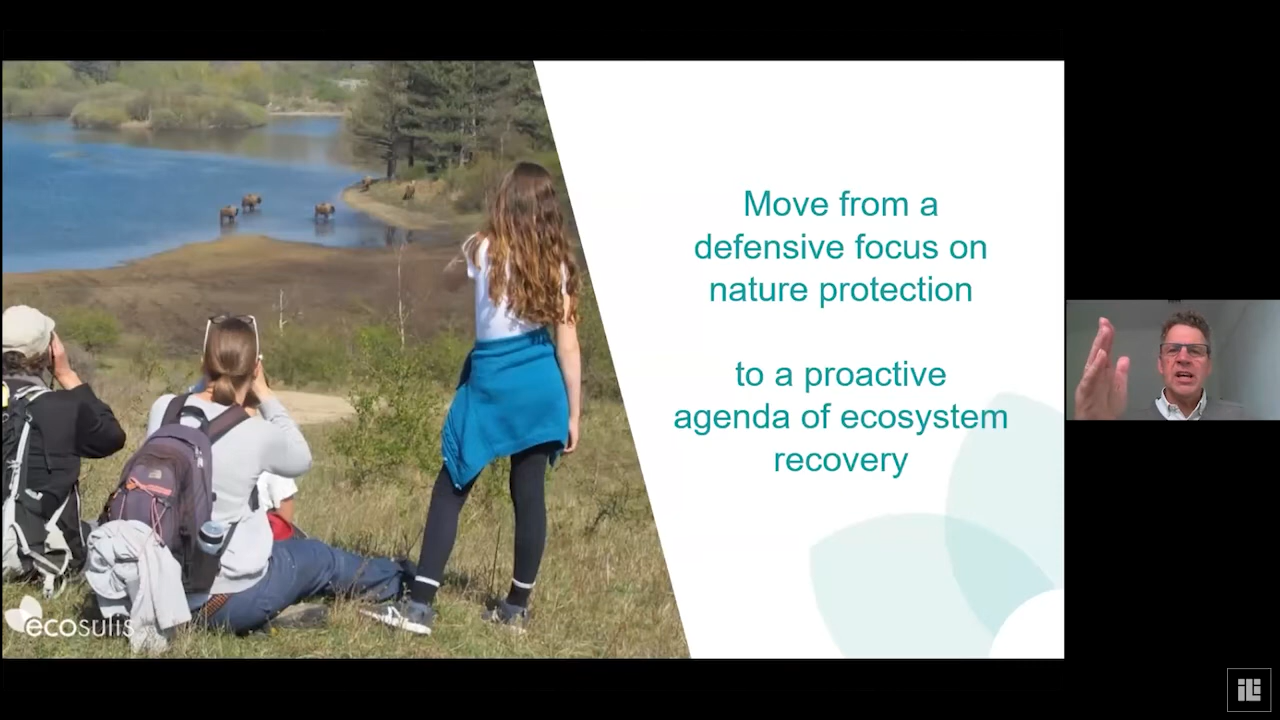 Move from a
defensive focus on
nature protection
to a proactive
agenda of ecosystem
recovery
ecosulis